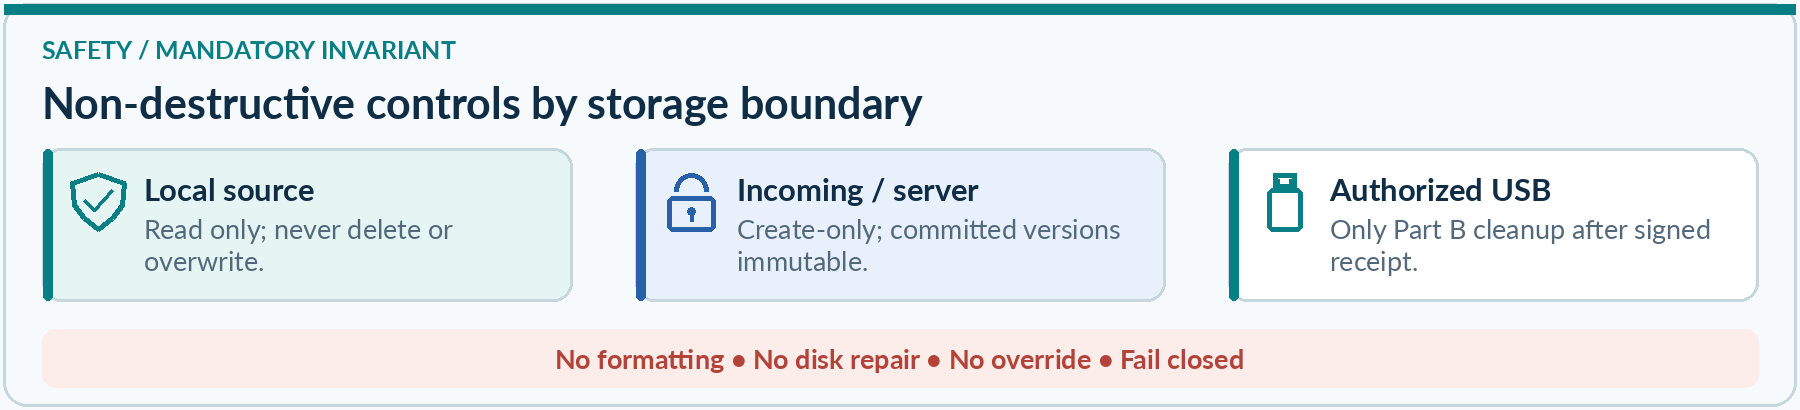 SAFETY / MANDATORY INVARIANT
Non-destructive controls by storage boundary
Local source
Read only; never delete or
overwrite.
Incoming / server
Create-only; committed versions
immutable.
Authorized USB
Only Part B cleanup after signed
receipt.
No formatting ● No disk repair ● No override ● Fail closed